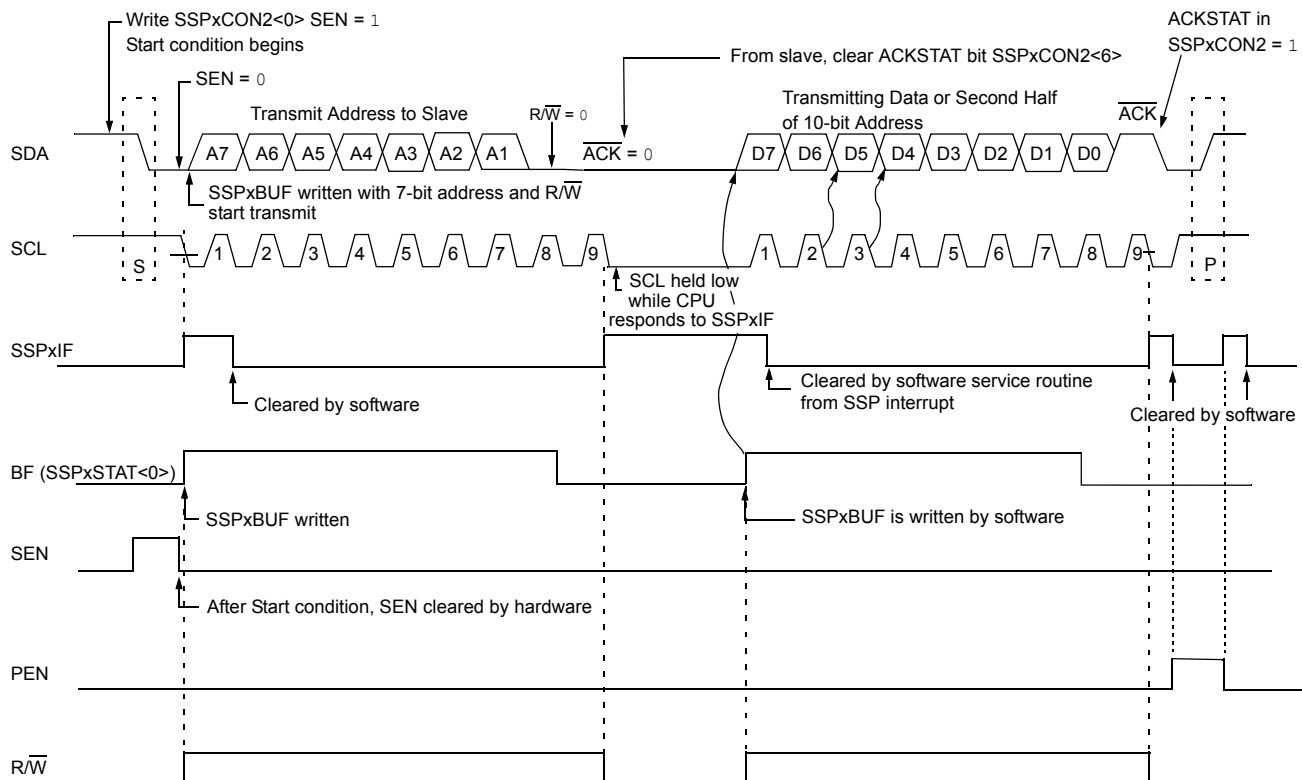 Write SSPxCON2<0> SEN = 1
Start condition begins
ACKSTAT in
SSPxCON2 = 1
From slave, clear ACKSTAT bit SSPxCON2<6>
SEN = 0
Transmit Address to Slave
R/W̅ = 0
Transmitting Data or Second Half
of 10-bit Address
A̅C̅K̅
SDA
A7 A6 A5 A4 A3 A2 A1
A̅C̅K̅ = 0
D7 D6 D5 D4 D3 D2 D1 D0
SSPxBUF written with 7-bit address and R/W̅
start transmit
SCL
S
1 2 3 4 5 6 7 8 9
1 2 3 4 5 6 7 8 9
P
SCL held low
while CPU
responds to SSPxIF
SSPxIF
Cleared by software
Cleared by software service routine
from SSP interrupt
Cleared by software
BF (SSPxSTAT<0>)
SSPxBUF written
SSPxBUF is written by software
SEN
After Start condition, SEN cleared by hardware
PEN
R/W̅